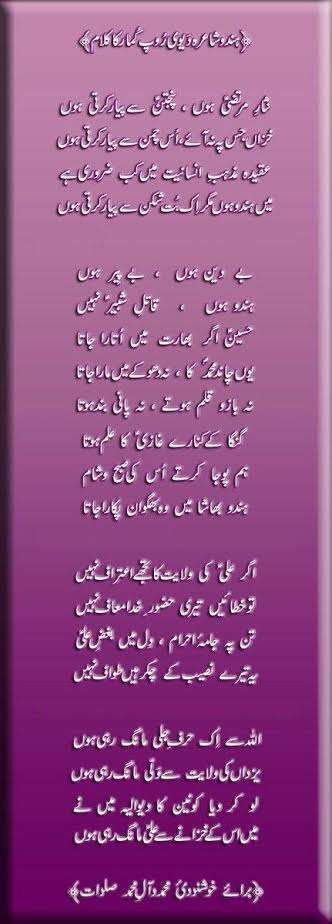 ﴿ہندو شاعرہ دیوی رُوپ کُمار کا کلام﴾
نثارِ مرتضیٰؑ ہوں ، پنجتنؑ سے پیار کرتی ہوں
خزاں جس پہ نہ آئے، اُس چمن سے پیار کرتی ہوں
عقیدہ مذہبِ انسانیت میں کب ضروری ہے
میں ہندو ہوں مگر اک بُت شکن سے پیار کرتی ہوں
بے دین ہوں ، بے پیر ہوں
ہندو ہوں ، قاتلِ شبیرؑ نہیں
حسینؑ اگر بھارت میں اُتارا جاتا
یوں چاند محمدؐ کا ، نہ دھوکے میں مارا جاتا
نہ بازو قلم ہوتے ، نہ پانی بند ہوتا
گنگا کے کنارے غازیؑ کا علم ہوتا
ہم پوجا کرتے اُس کی صبح و شام
ہندو بھاشا میں وہ بھگوان پکارا جاتا
اگر علیؑ کی ولایت کا تجھے اعتراف نہیں
تو خطائیں تیری حضورِ خدا معاف نہیں
تن پہ جامۂ احرام ، دل میں بغضِ علیؑ
یہ تیرے نصیب کے چکر ہیں طواف نہیں
اللہ سے اِک حرفِ جلی مانگ رہی ہوں
یزداں کی ولایت سے ولی مانگ رہی ہوں
لو کر دیا کونین کا دیوالیہ میں نے
میں اس کے خزانے سے علیؑ مانگ رہی ہوں
﴿برائے خوشنودیٔ محمدؐ و آلِ محمدؐ صلوات﴾